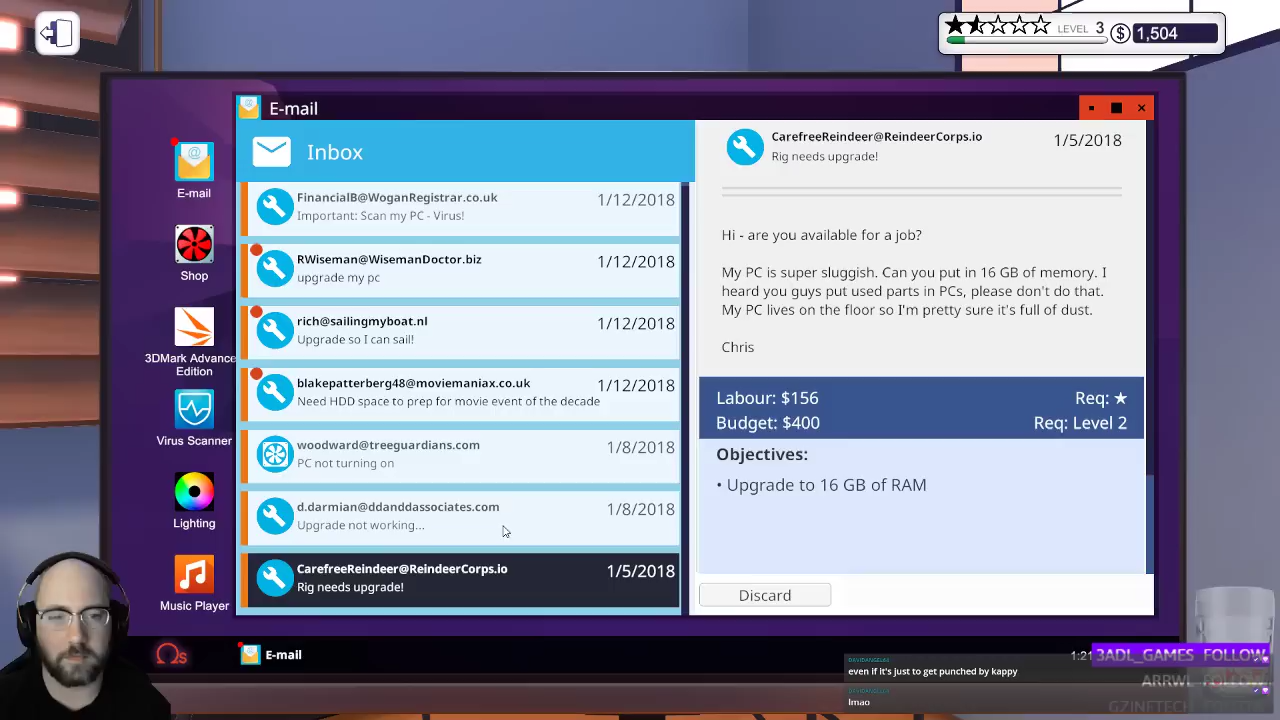 LEVEL 3
$ 1,504
E-mail
Inbox
FinancialB@WoganRegistrar.co.uk 1/12/2018
Important: Scan my PC - Virus!
RWiseman@WisemanDoctor.biz 1/12/2018
upgrade my pc
rich@sailingmyboat.nl 1/12/2018
Upgrade so I can sail!
blakepatterberg48@moviemaniax.co.uk 1/12/2018
Need HDD space to prep for movie event of the decade
woodward@treeguardians.com 1/8/2018
PC not turning on
d.darmian@ddanddassociates.com 1/8/2018
Upgrade not working...
CarefreeReindeer@ReindeerCorps.io 1/5/2018
Rig needs upgrade!
CarefreeReindeer@ReindeerCorps.io 1/5/2018
Rig needs upgrade!
Hi - are you available for a job?
My PC is super sluggish. Can you put in 16 GB of memory. I
heard you guys put used parts in PCs, please don't do that.
My PC lives on the floor so I'm pretty sure it's full of dust.
Chris
Labour: $156 Req: ★
Budget: $400 Req: Level 2
Objectives:
• Upgrade to 16 GB of RAM
Discard
E-mail
Shop
3DMark Advance
Edition
Virus Scanner
Lighting
Music Player
Ωs
E-mail
1:21
3ADL_GAMES FOLLOW
ARRWL FOLLOW
even if it's just to get punched by kappy
lmao